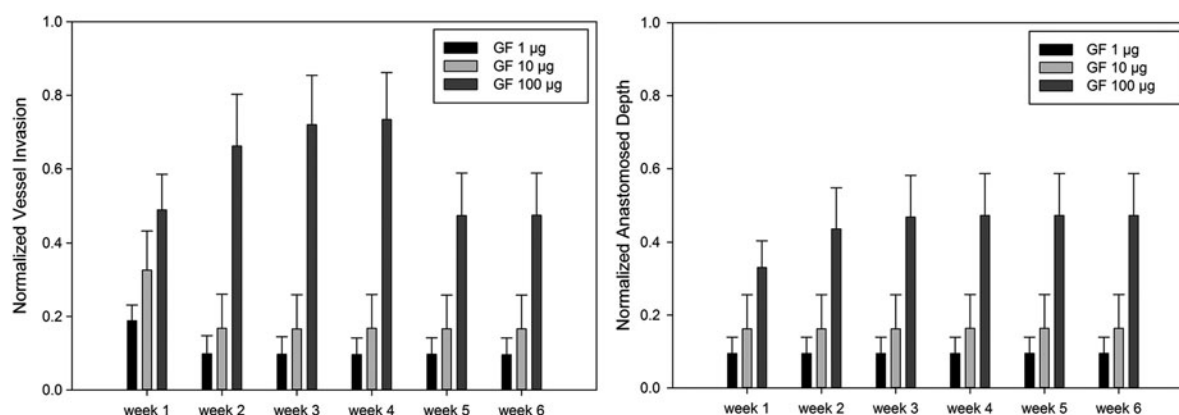 Normalized Vessel Invasion
1.0
0.8
0.6
0.4
0.2
0.0
GF 1 µg
GF 10 µg
GF 100 µg
week 1 week 2 week 3 week 4 week 5 week 6
Normalized Anastomosed Depth
1.0
0.8
0.6
0.4
0.2
0.0
GF 1 µg
GF 10 µg
GF 100 µg
week 1 week 2 week 3 week 4 week 5 week 6